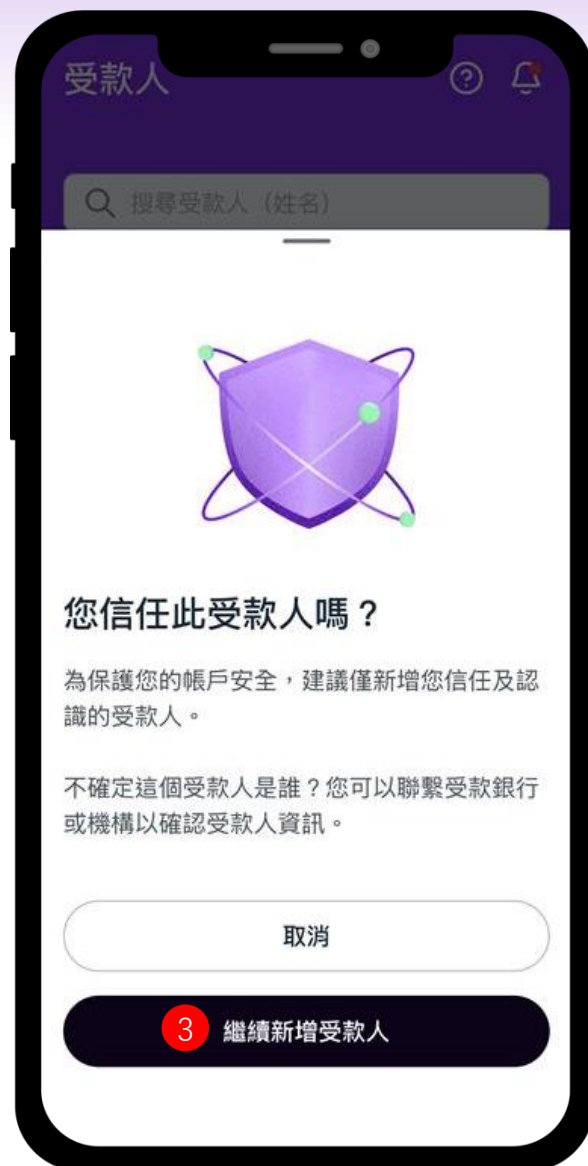 受款人
搜尋受款人（姓名）
您信任此受款人嗎？
為保護您的帳戶安全，建議僅新增您信任及認
識的受款人。
不確定這個受款人是誰？您可以聯繫受款銀行
或機構以確認受款人資訊。
取消
3 繼續新增受款人